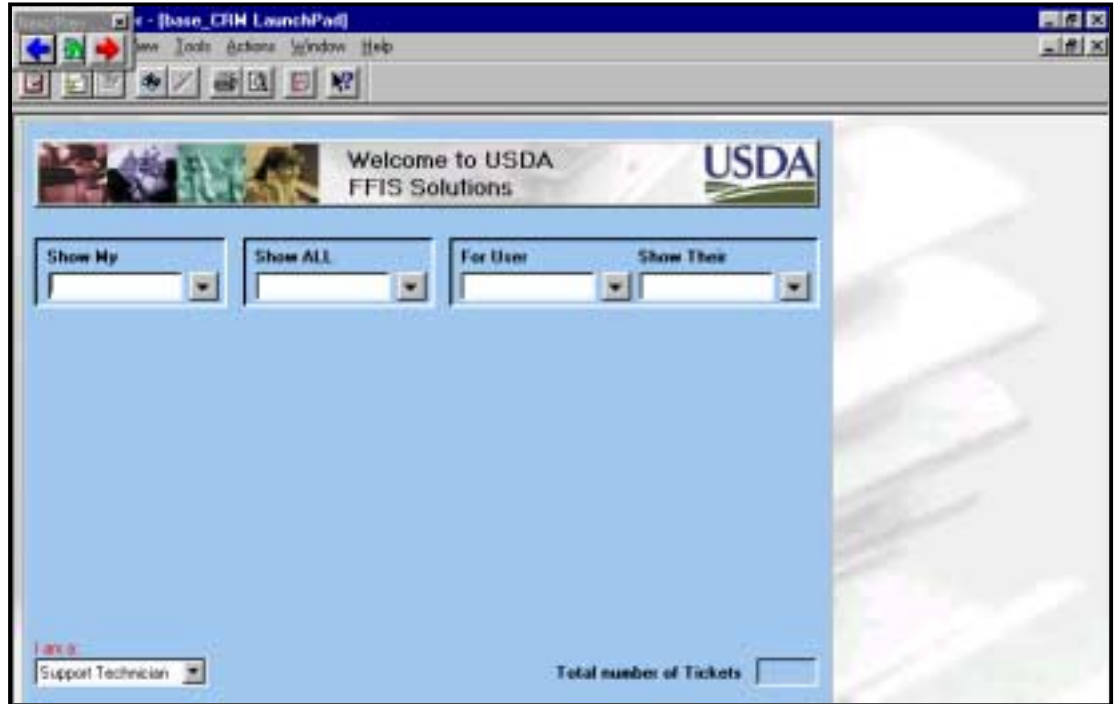 r - [base_CRM LaunchPad]
Tools Actions Window Help
Welcome to USDA
FFIS Solutions
USDA
Show My
Show ALL
For User
Show Their
I am a:
Support Technician
Total number of Tickets